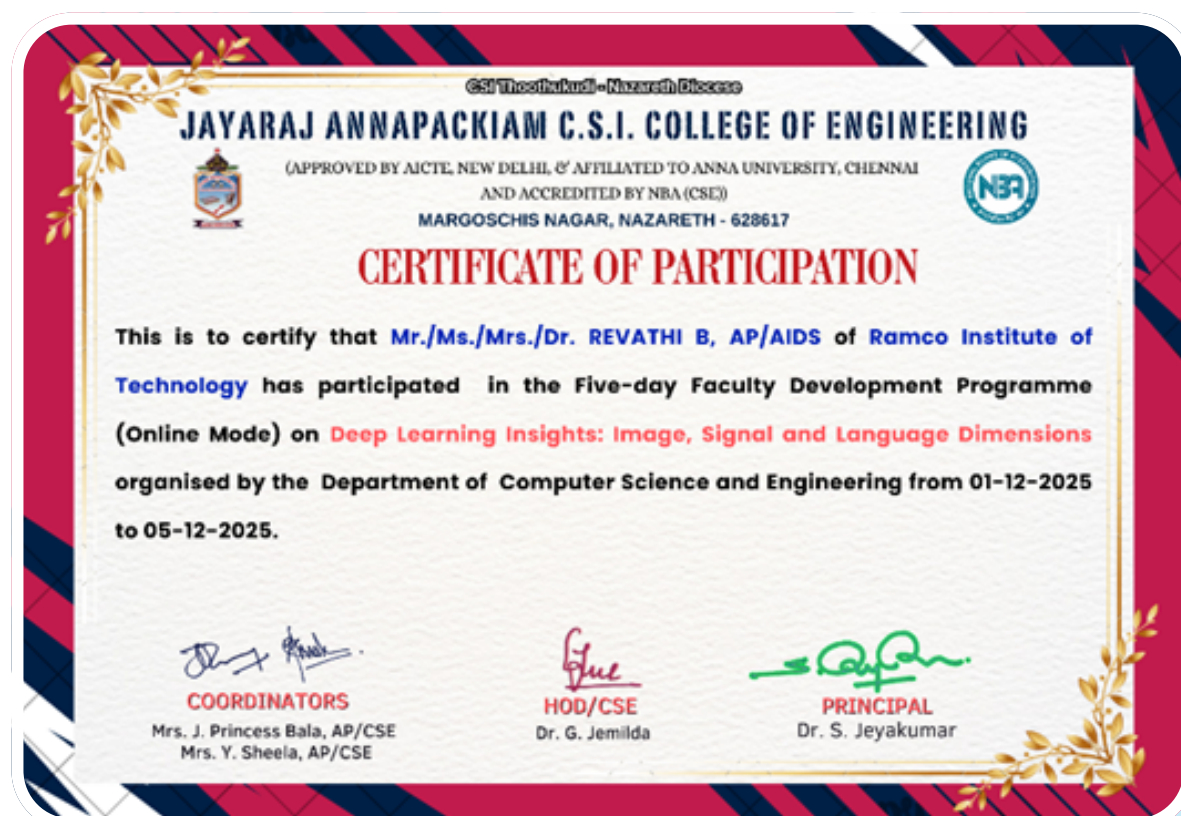 CSI Thoothukudi - Nazareth Diocese
JAYARAJ ANNAPACKIAM C.S.I. COLLEGE OF ENGINEERING
(APPROVED BY AICTE, NEW DELHI, & AFFILIATED TO ANNA UNIVERSITY, CHENNAI
AND ACCREDITED BY NBA (CSE))
MARGOSCHIS NAGAR, NAZARETH - 628617
NBA
CERTIFICATE OF PARTICIPATION
This is to certify that Mr./Ms./Mrs./Dr. REVATHI B, AP/AIDS of Ramco Institute of
Technology has participated in the Five-day Faculty Development Programme
(Online Mode) on Deep Learning Insights: Image, Signal and Language Dimensions
organised by the Department of Computer Science and Engineering from 01-12-2025
to 05-12-2025.
COORDINATORS
Mrs. J. Princess Bala, AP/CSE
Mrs. Y. Sheela, AP/CSE
HOD/CSE
Dr. G. Jemilda
PRINCIPAL
Dr. S. Jeyakumar